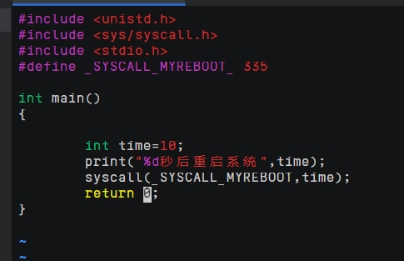 #include <unistd.h>
#include <sys/syscall.h>
#include <stdio.h>
#define _SYSCALL_MYREBOOT_ 335
int main()
{
int time=10;
print("%d秒后重启系统",time);
syscall(_SYSCALL_MYREBOOT,time);
return 0;
}
~
~